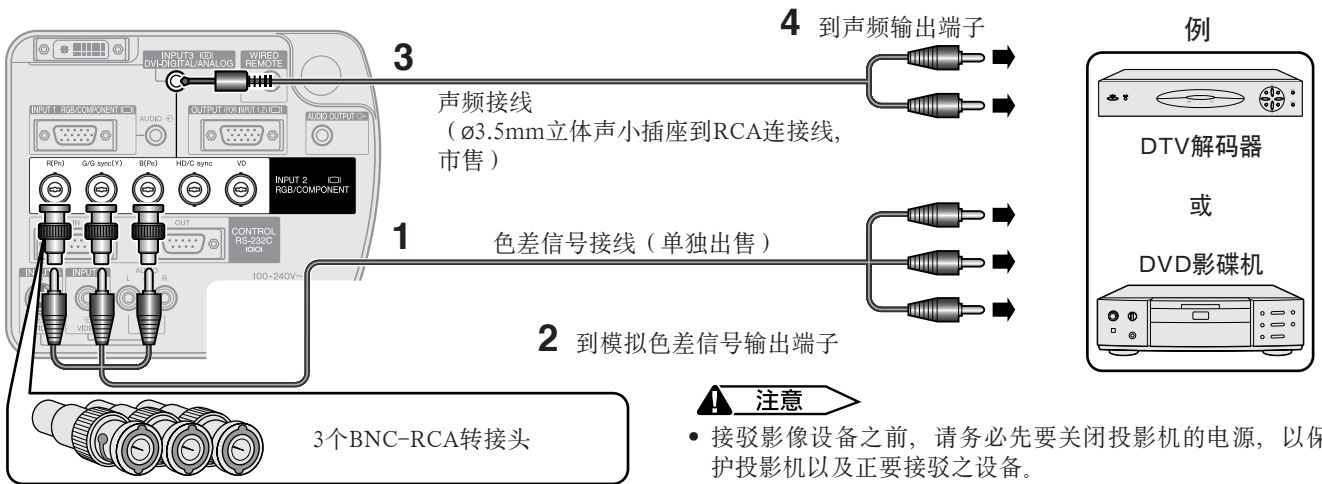 4 到声频输出端子
例
INPUT3
DVI-DIGITAL/ANALOG
WIRED
REMOTE
3
声频接线
（ø3.5mm立体声小插座到RCA连接线,
市售）
INPUT 1 RGB/COMPONENT
AUDIO
OUTPUT (FOR INPUT 1,2)
AUDIO OUTPUT
DTV解码器
或
DVD影碟机
R(PR)
G/G sync(Y)
B(PB)
HD/C sync
VD
INPUT 2
RGB/COMPONENT
IN
OUT
CONTROL
RS-232C
1
色差信号接线（单独出售）
100-240V~
AUDIO
L
R
2 到模拟色差信号输出端子
3个BNC-RCA转接头
注意
• 接驳影像设备之前，请务必先要关闭投影机的电源，以保
护投影机以及正要接驳之设备。